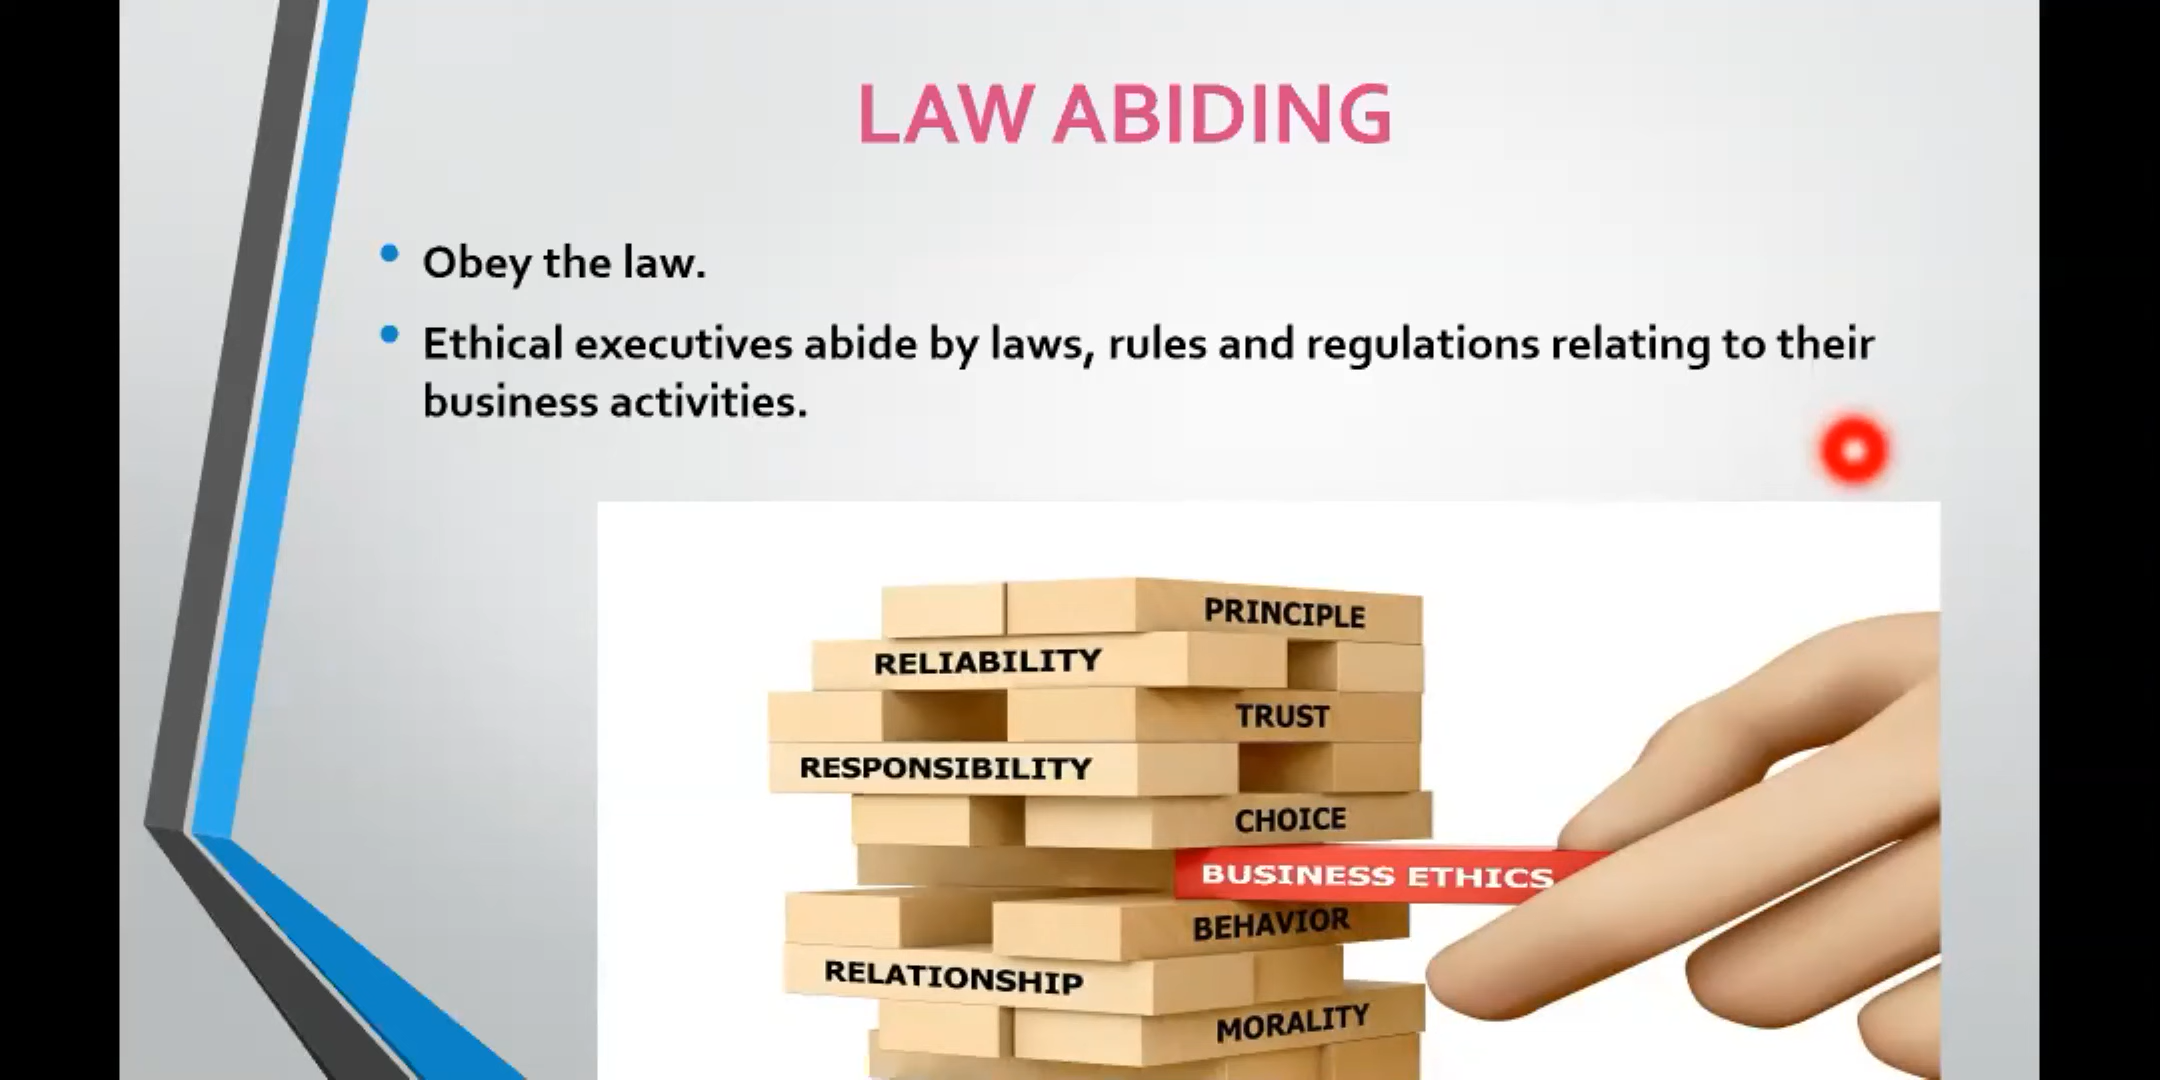 LAW ABIDING
• Obey the law.
• Ethical executives abide by laws, rules and regulations relating to their
business activities.
PRINCIPLE
RELIABILITY
TRUST
RESPONSIBILITY
CHOICE
BUSINESS ETHICS
BEHAVIOR
RELATIONSHIP
MORALITY